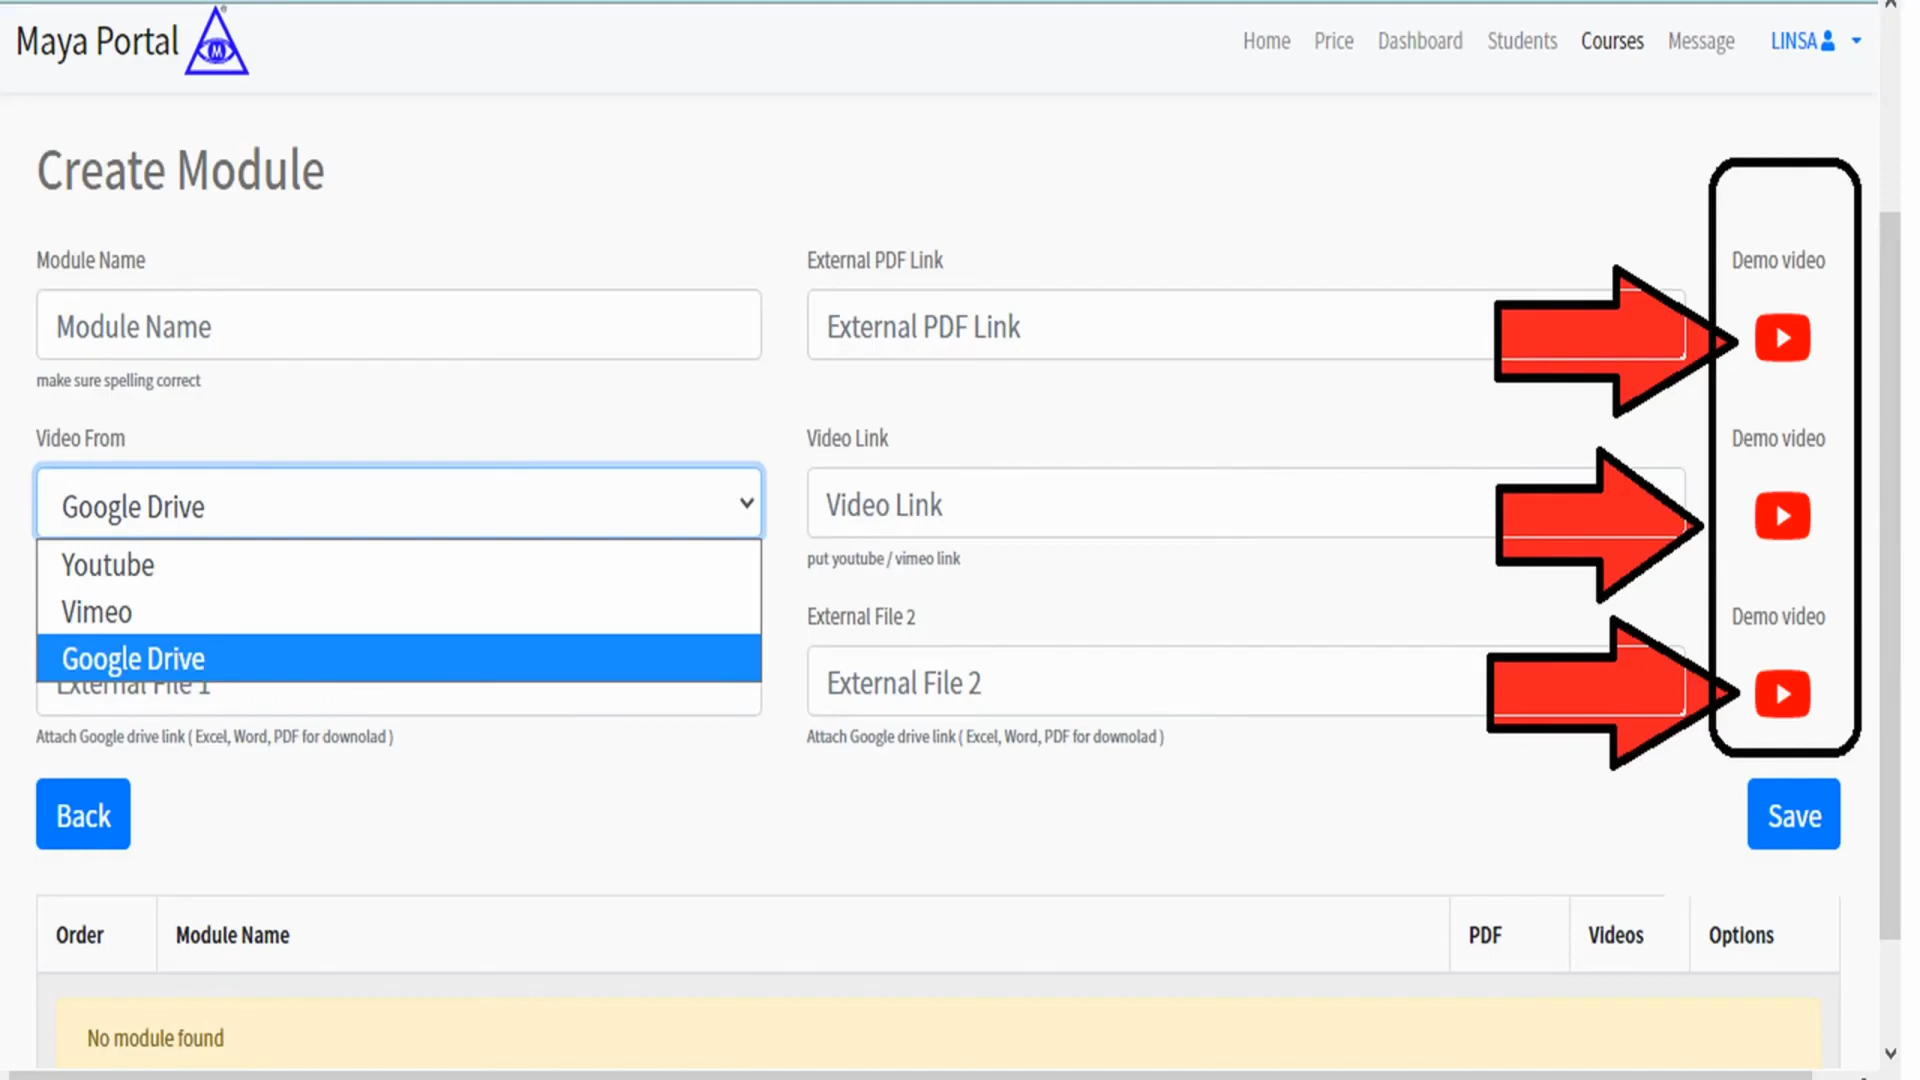 Maya Portal
M
Home Price Dashboard Students Courses Message LINSA
Create Module
Module Name
External PDF Link
Demo video
Module Name
External PDF Link
make sure spelling correct
Video From
Video Link
Demo video
Google Drive
Video Link
Youtube
put youtube / vimeo link
Vimeo
External File 2
Demo video
Google Drive
External File 1
External File 2
Attach Google drive link ( Excel, Word, PDF for downolad )
Attach Google drive link ( Excel, Word, PDF for downolad )
Back
Save
Order Module Name PDF Videos Options
No module found